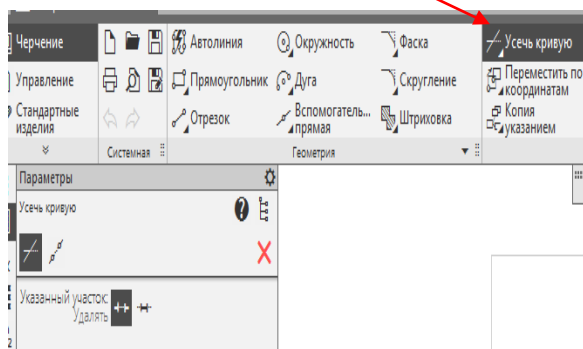 Черчение
Автолиния
Окружность
Фаска
Усечь кривую
Управление
Прямоугольник
Дуга
Скругление
Переместить по
координатам
Стандартные
изделия
Отрезок
Вспомогатель...
прямая
Штриховка
Копия
указанием
Системная
Геометрия
Параметры
Усечь кривую
Указанный участок:
Удалять
2